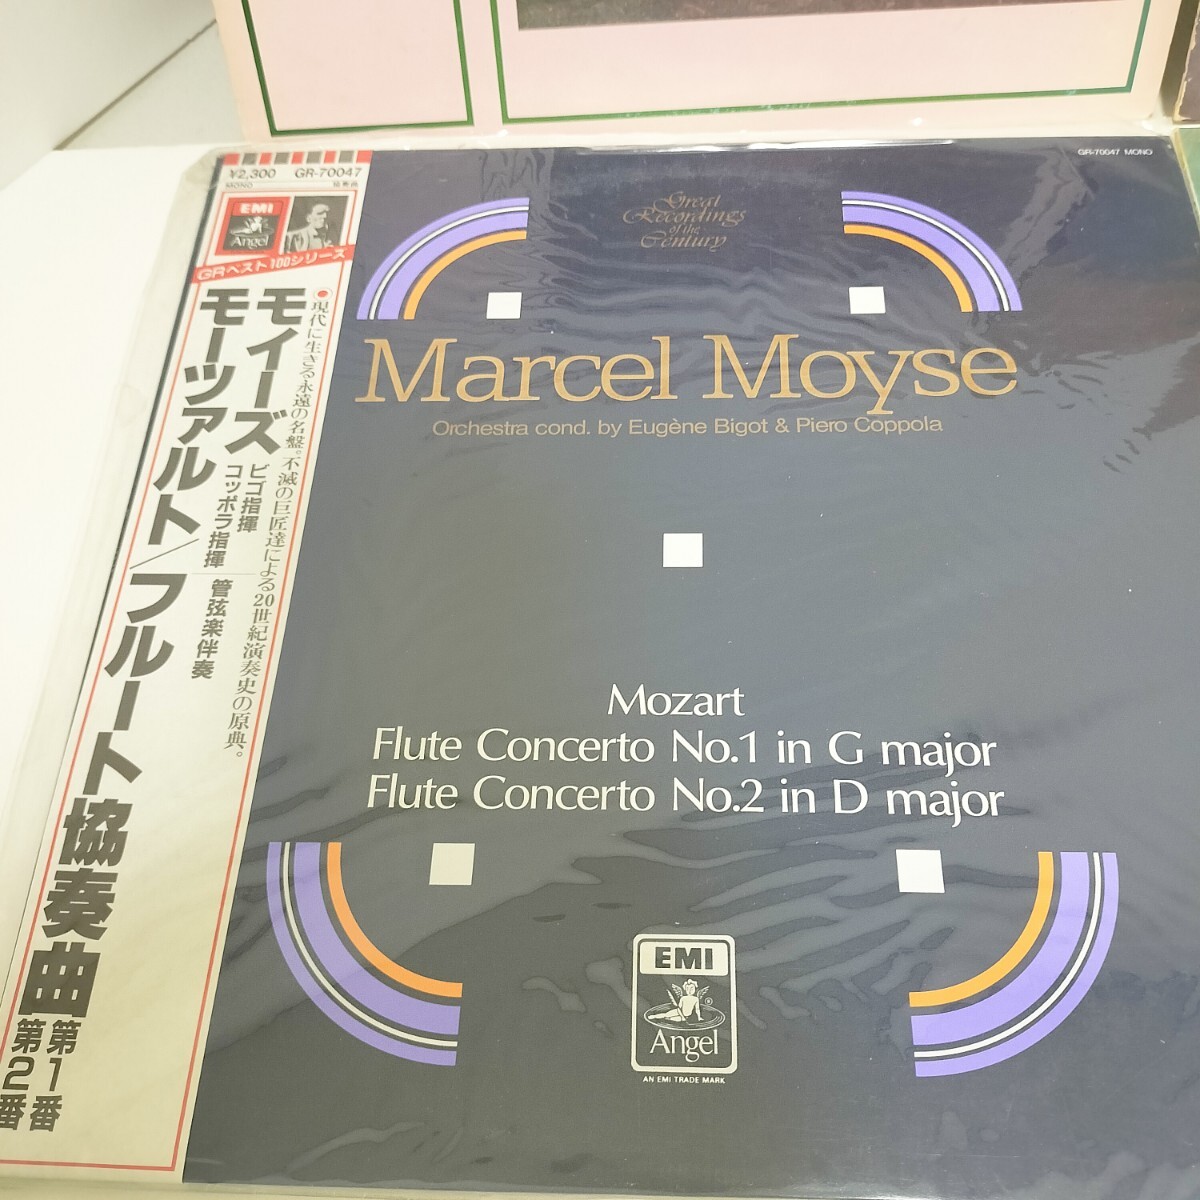 ¥2,300 GR-70047
MONO 協奏曲
EMI
Angel
GRベスト100シリーズ
●現代に生きる永遠の名盤。不滅の巨匠達による20世紀演奏史の原典。
モイーズ
ビゴ指揮
コッポラ指揮
管弦楽伴奏
モーツァルト/フルート協奏曲
第1番
第2番
GR-70047 MONO
Great
Recordings
of the
Century
Marcel Moyse
Orchestra cond. by Eugène Bigot & Piero Coppola
Mozart
Flute Concerto No.1 in G major
Flute Concerto No.2 in D major
EMI
Angel
AN EMI TRADE MARK